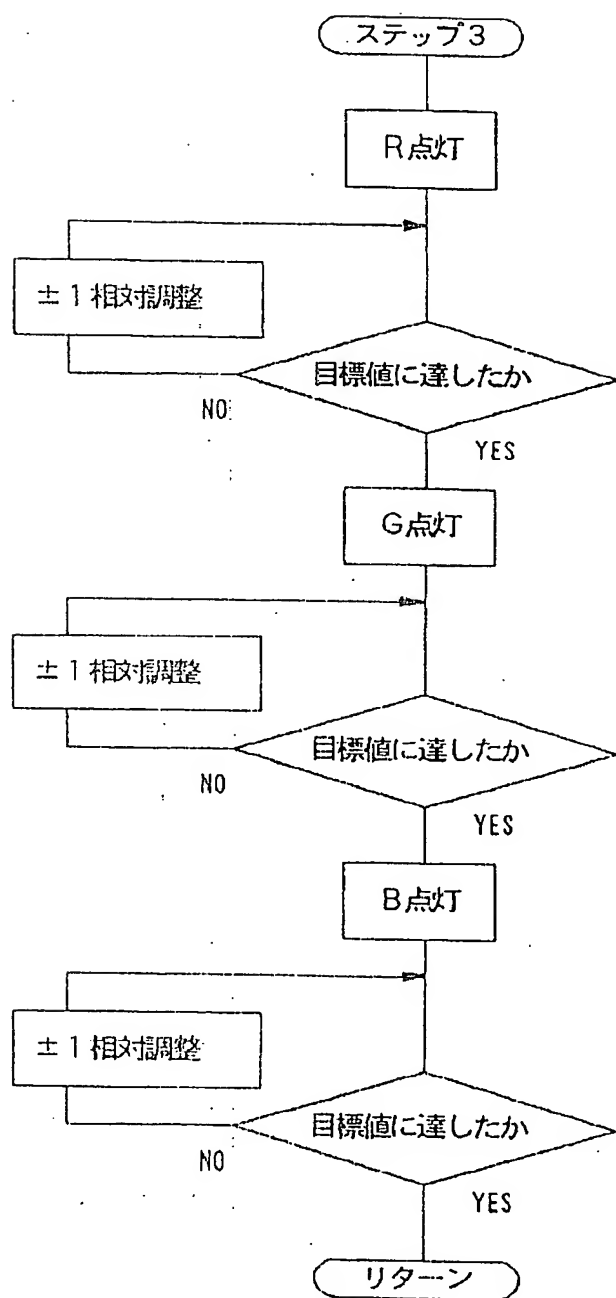 ステップ3
R点灯
±1相対調整
目標値に達したか
NO
YES
G点灯
±1相対調整
目標値に達したか
NO
YES
B点灯
±1相対調整
目標値に達したか
NO
YES
リターン